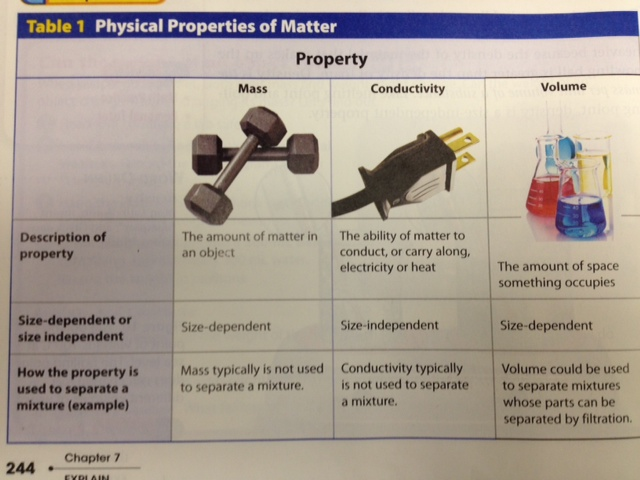 Table 1 Physical Properties of Matter
Property
Mass
Conductivity
Volume
Description of
property
The amount of matter in
an object
The ability of matter to
conduct, or carry along,
electricity or heat
The amount of space
something occupies
Size-dependent or
size independent
Size-dependent
Size-independent
Size-dependent
How the property is
used to separate a
mixture (example)
Mass typically is not used
to separate a mixture.
Conductivity typically
is not used to separate
a mixture.
Volume could be used
to separate mixtures
whose parts can be
separated by filtration.
244
Chapter 7
EXPLAIN